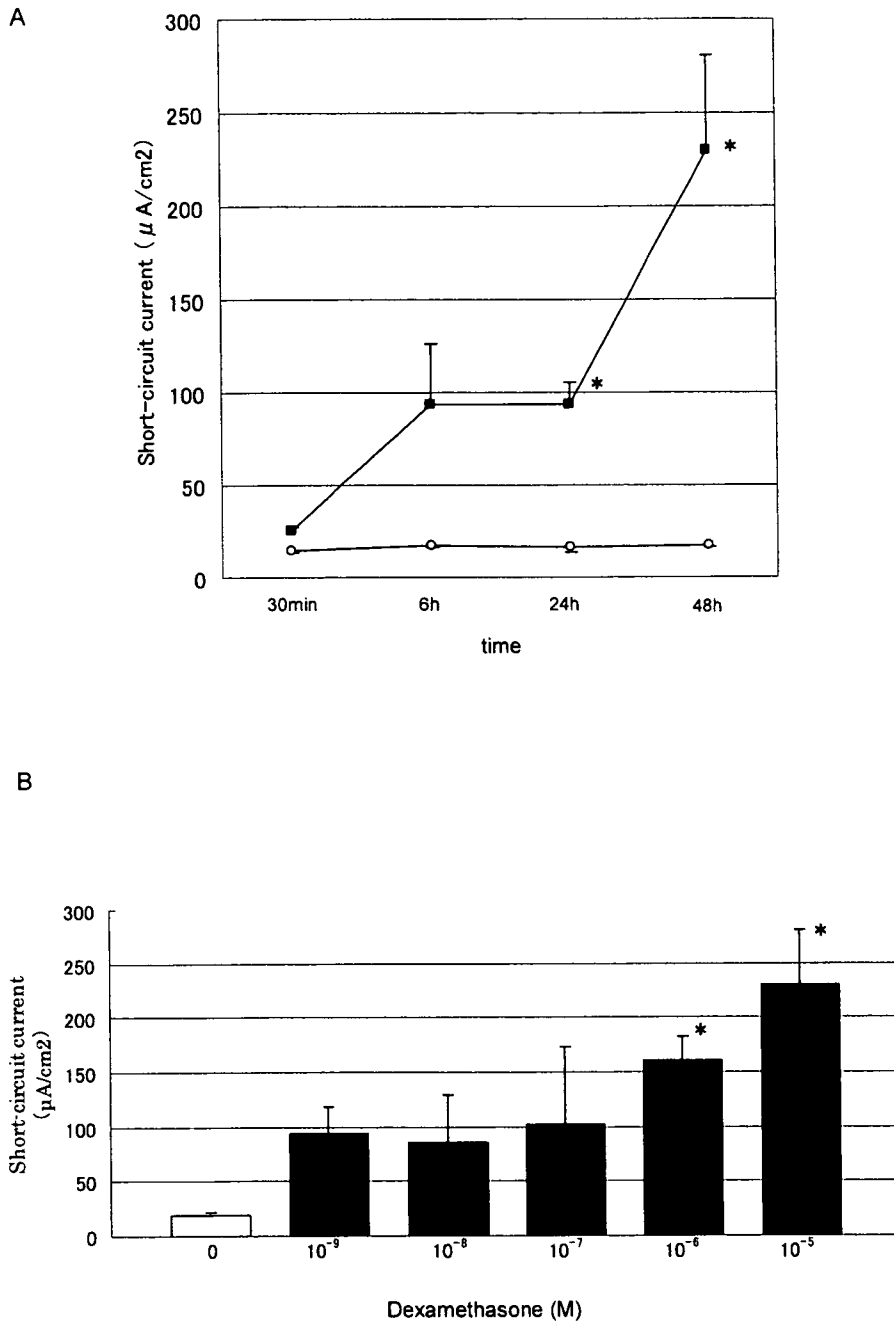 A
300
250
200
150
100
50
0
Short-circuit current ( μ A/cm2)
*
*
30min 6h 24h 48h
time
B
300
250
200
150
100
50
0
Short-circuit current
(μA/cm2)
*
*
0 10⁻⁹ 10⁻⁸ 10⁻⁷ 10⁻⁶ 10⁻⁵
Dexamethasone (M)